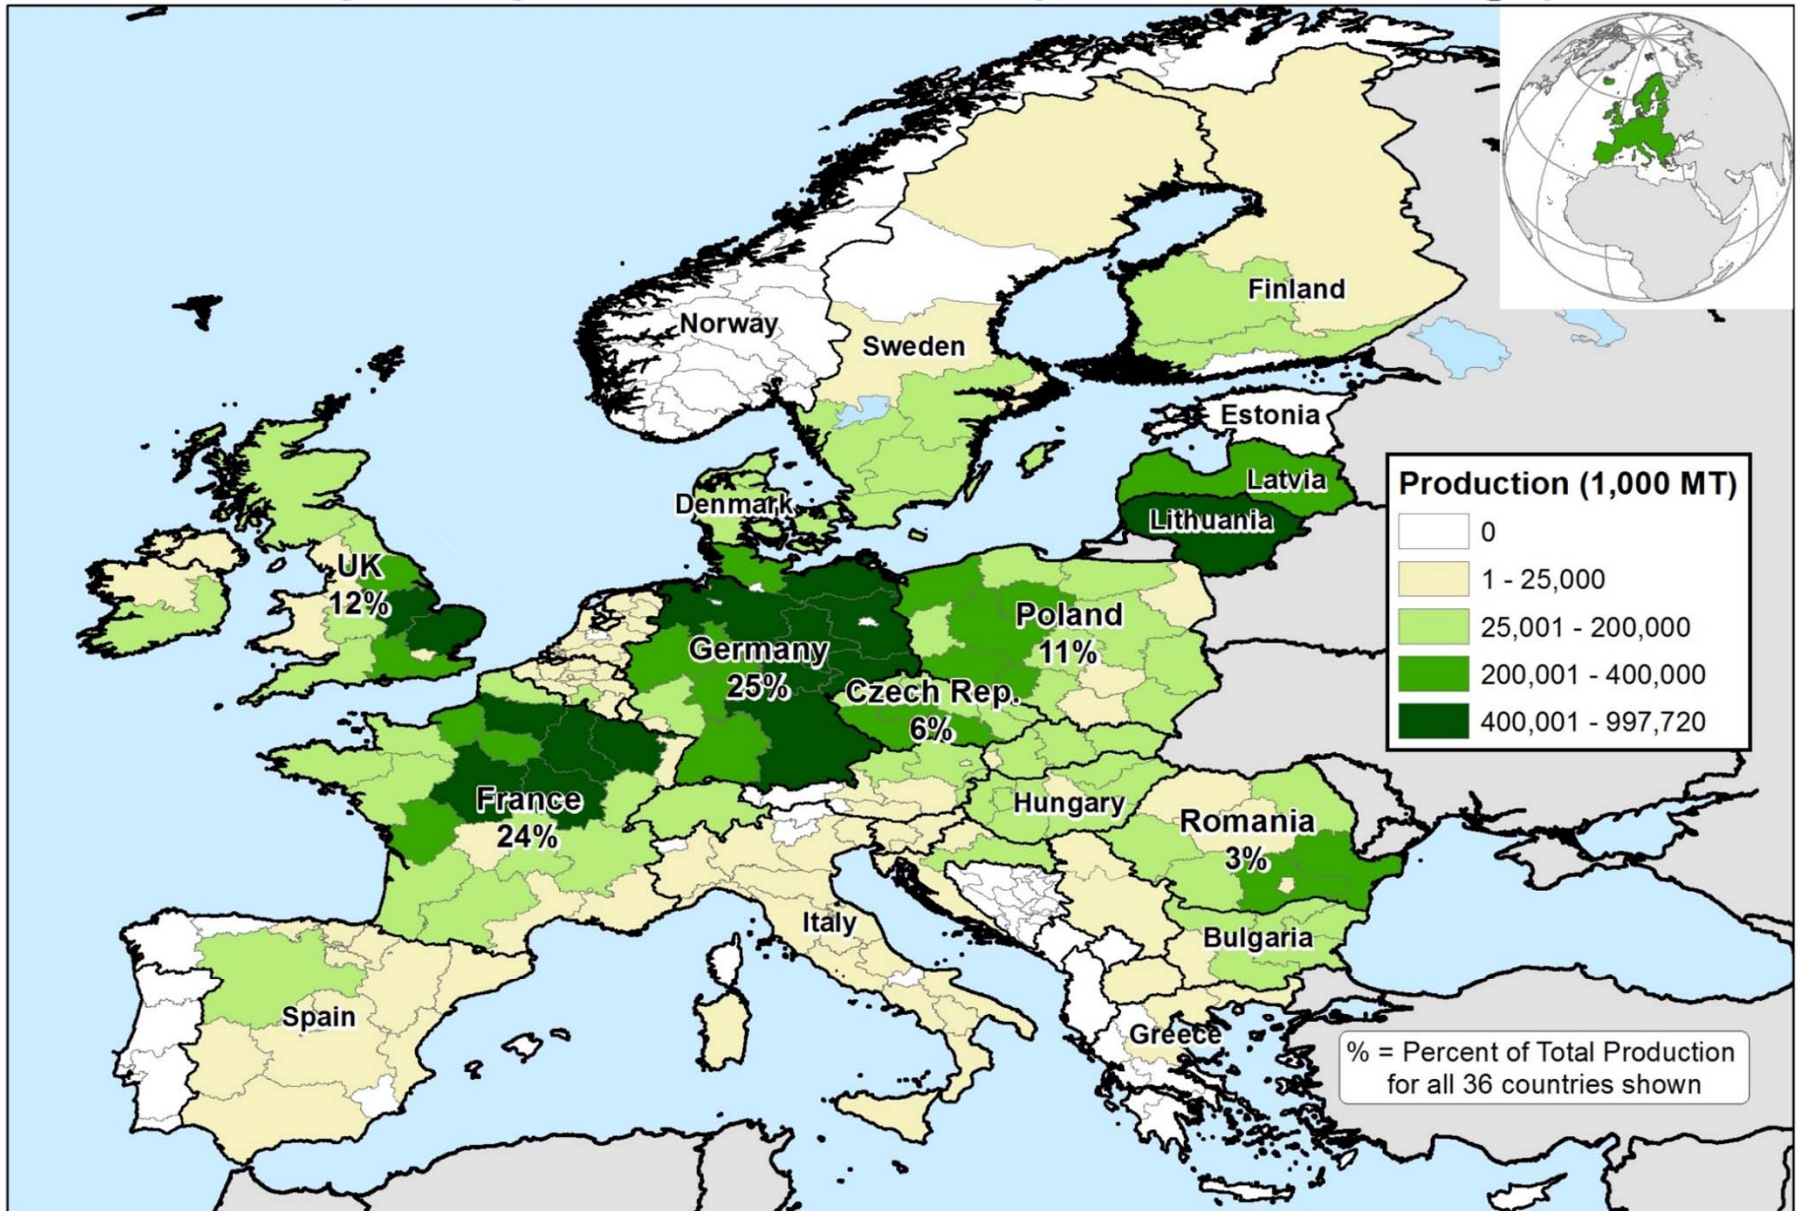 Norway
Sweden
Finland
Estonia
Latvia
Lithuania
Denmark
UK
12%
Poland
11%
Germany
25%
Czech Rep.
6%
France
24%
Hungary
Romania
3%
Bulgaria
Italy
Spain
Greece
Production (1,000 MT)
0
1 - 25,000
25,001 - 200,000
200,001 - 400,000
400,001 - 997,720
% = Percent of Total Production
for all 36 countries shown